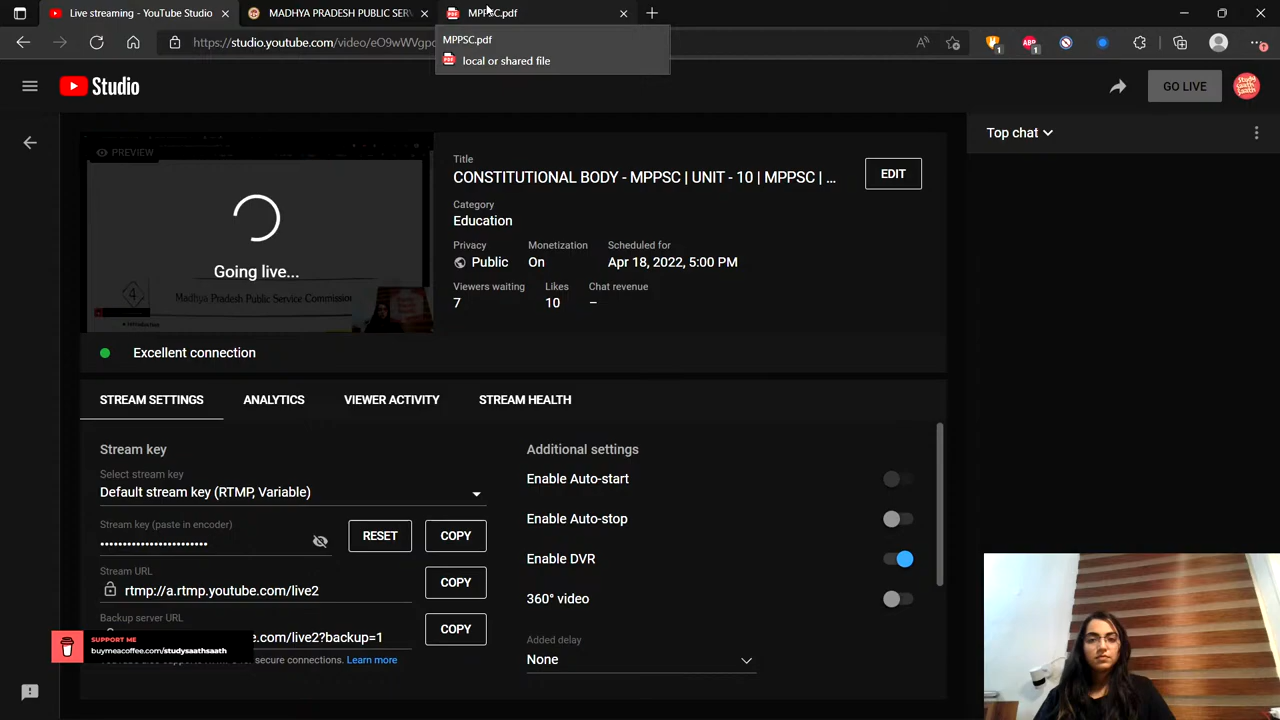 Live streaming - YouTube Studio
MADHYA PRADESH PUBLIC SERV
MPPSC.pdf
https://studio.youtube.com/video/eO9wWVgpc
MPPSC.pdf
local or shared file
Studio
GO LIVE
PREVIEW
Going live...
4
Madhya Pradesh Public Service Commission
Introduction
Title
CONSTITUTIONAL BODY - MPPSC | UNIT - 10 | MPPSC | ...
EDIT
Category
Education
Privacy
Monetization
Scheduled for
Public
On
Apr 18, 2022, 5:00 PM
Viewers waiting
Likes
Chat revenue
7
10
–
Top chat
Excellent connection
STREAM SETTINGS
ANALYTICS
VIEWER ACTIVITY
STREAM HEALTH
Stream key
Select stream key
Default stream key (RTMP, Variable)
Stream key (paste in encoder)
••••••••••••••••••••••••
RESET
COPY
Stream URL
rtmp://a.rtmp.youtube.com/live2
COPY
Backup server URL
e.com/live2?backup=1
COPY
secure connections. Learn more
Additional settings
Enable Auto-start
Enable Auto-stop
Enable DVR
360° video
Added delay
None
SUPPORT ME
buymeacoffee.com/studysaathsaath